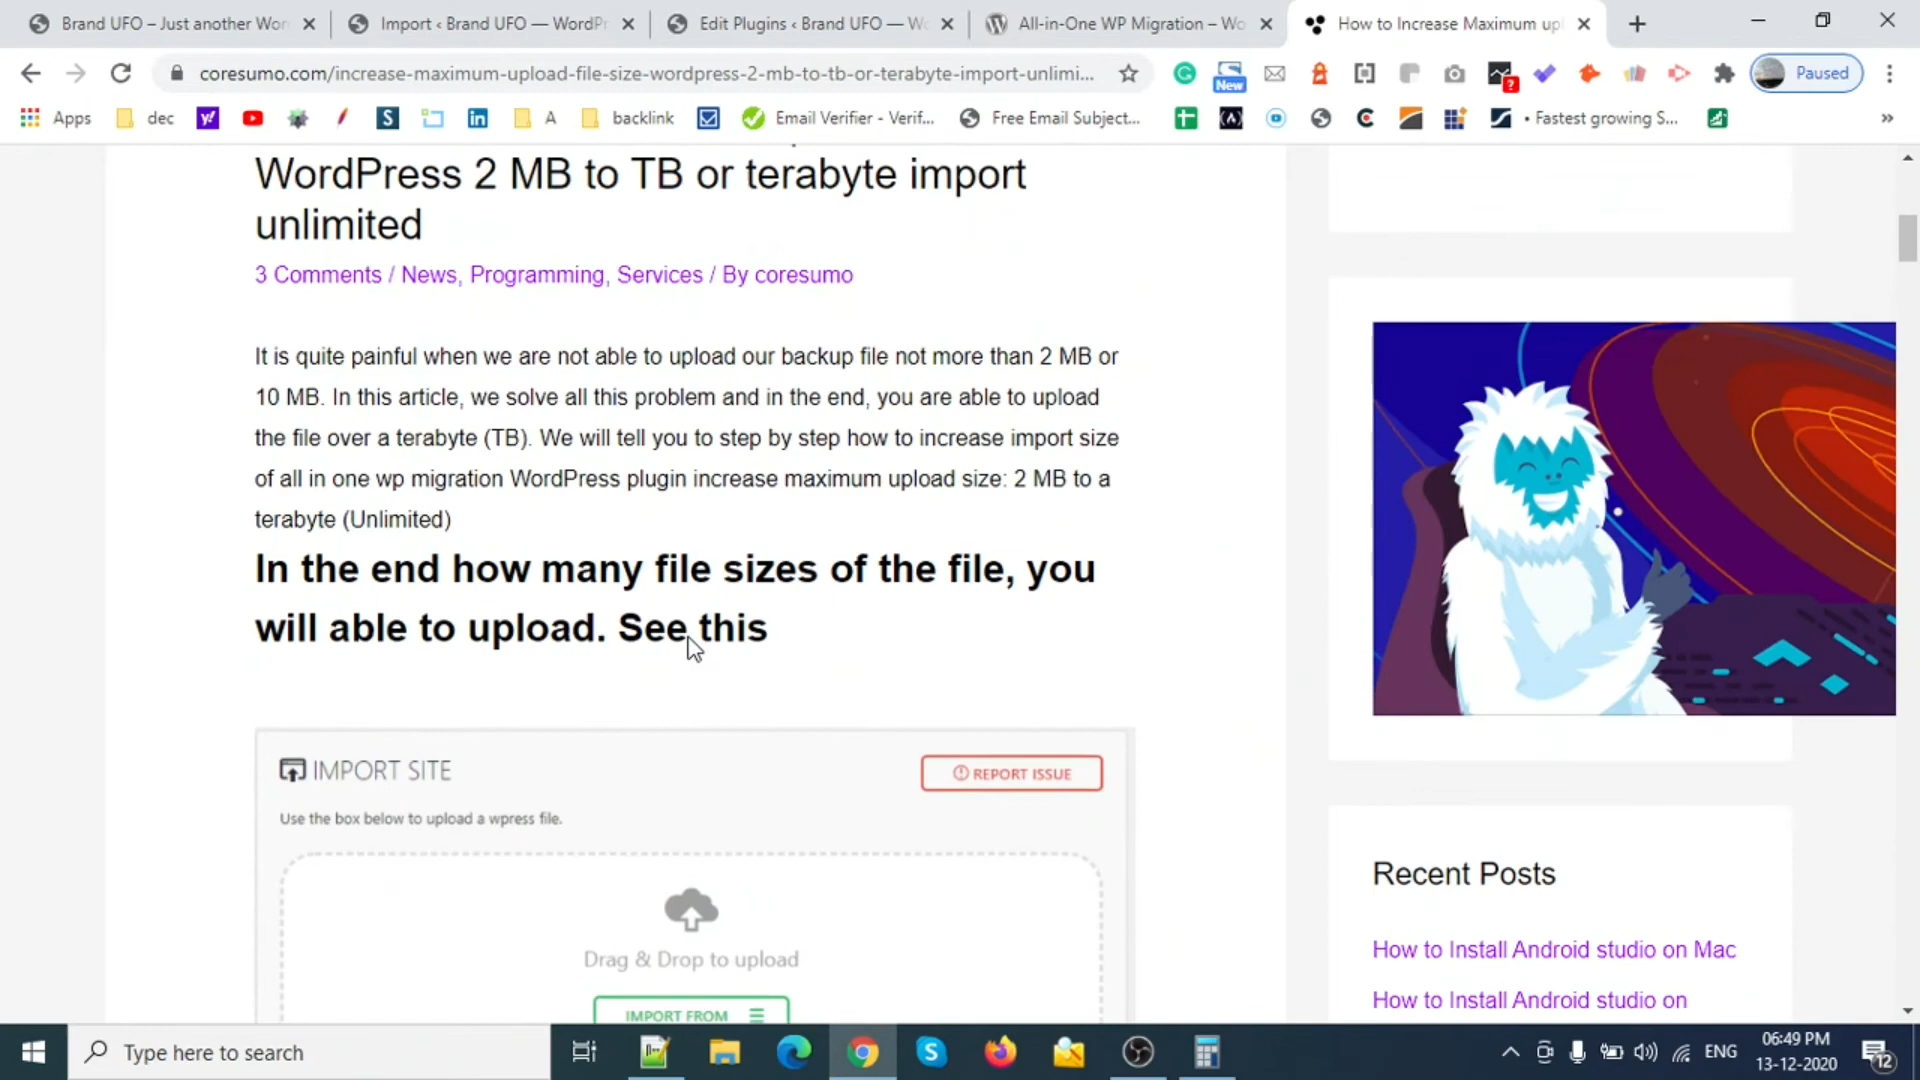 Brand UFO – Just another Wor
Import ‹ Brand UFO — WordPr
Edit Plugins ‹ Brand UFO — Wo
All-in-One WP Migration – Wo
How to Increase Maximum upl
coresumo.com/increase-maximum-upload-file-size-wordpress-2-mb-to-tb-or-terabyte-import-unlimi...
New
?
Paused
Apps
dec
A
backlink
Email Verifier - Verif...
Free Email Subject...
• Fastest growing S...
»
WordPress 2 MB to TB or terabyte import
unlimited
3 Comments / News, Programming, Services / By coresumo
It is quite painful when we are not able to upload our backup file not more than 2 MB or
10 MB. In this article, we solve all this problem and in the end, you are able to upload
the file over a terabyte (TB). We will tell you to step by step how to increase import size
of all in one wp migration WordPress plugin increase maximum upload size: 2 MB to a
terabyte (Unlimited)
In the end how many file sizes of the file, you
will able to upload. See this
IMPORT SITE
REPORT ISSUE
Use the box below to upload a wpress file.
Drag & Drop to upload
IMPORT FROM
Recent Posts
How to Install Android studio on Mac
How to Install Android studio on
Type here to search
ENG
06:49 PM
13-12-2020
12